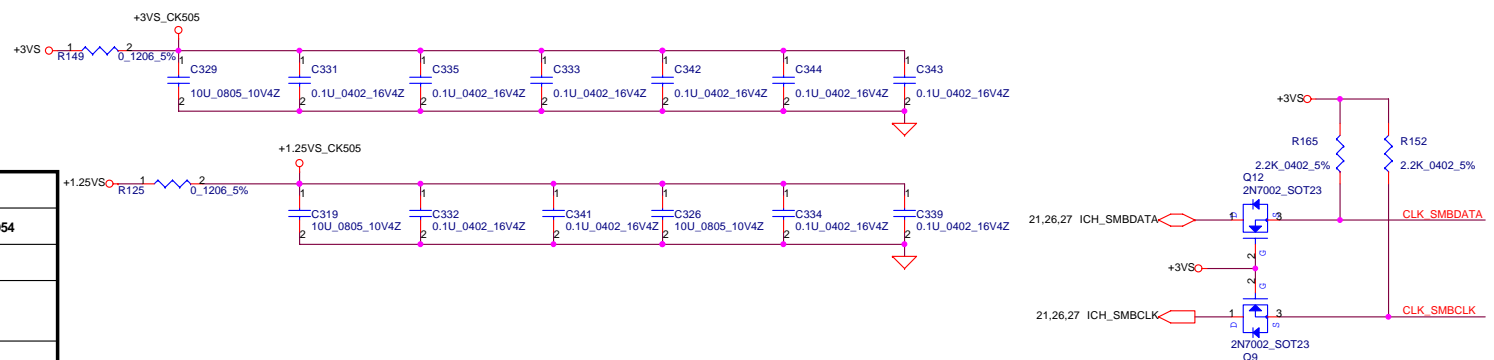 +3VS_CK505
+3VS
1
2
R149
0_1206_5%
1
C329
10U_0805_10V4Z
2
1
C331
0.1U_0402_16V4Z
2
1
C335
0.1U_0402_16V4Z
2
1
C333
0.1U_0402_16V4Z
2
1
C342
0.1U_0402_16V4Z
2
1
C344
0.1U_0402_16V4Z
2
1
C343
0.1U_0402_16V4Z
2
+1.25VS_CK505
+1.25VS
1
2
R125
0_1206_5%
1
C319
10U_0805_10V4Z
2
1
C332
0.1U_0402_16V4Z
2
1
C341
0.1U_0402_16V4Z
2
1
C326
10U_0805_10V4Z
2
1
C334
0.1U_0402_16V4Z
2
1
C339
0.1U_0402_16V4Z
2
54
+3VS
R165
2.2K_0402_5%
R152
2.2K_0402_5%
Q12
2N7002_SOT23
21,26,27 ICH_SMBDATA
1
D
S
3
CLK_SMBDATA
2
G
+3VS
2
G
21,26,27 ICH_SMBCLK
1
D
S
3
CLK_SMBCLK
2N7002_SOT23
Q9